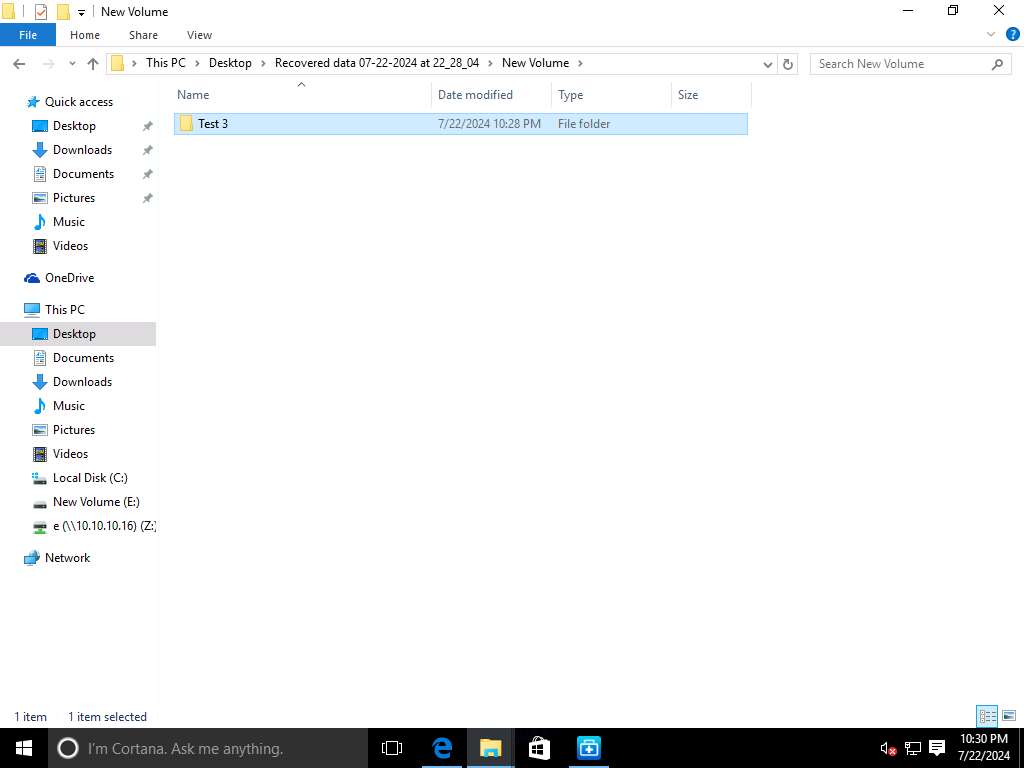 New Volume
File Home Share View
This PC Desktop Recovered data 07-22-2024 at 22_28_04 New Volume Search New Volume
Name Date modified Type Size
Test 3 7/22/2024 10:28 PM File folder
Quick access
Desktop
Downloads
Documents
Pictures
Music
Videos
OneDrive
This PC
Desktop
Documents
Downloads
Music
Pictures
Videos
Local Disk (C:)
New Volume (E:)
e (\\10.10.10.16) (Z:)
Network
1 item 1 item selected
I'm Cortana. Ask me anything. 10:30 PM
7/22/2024